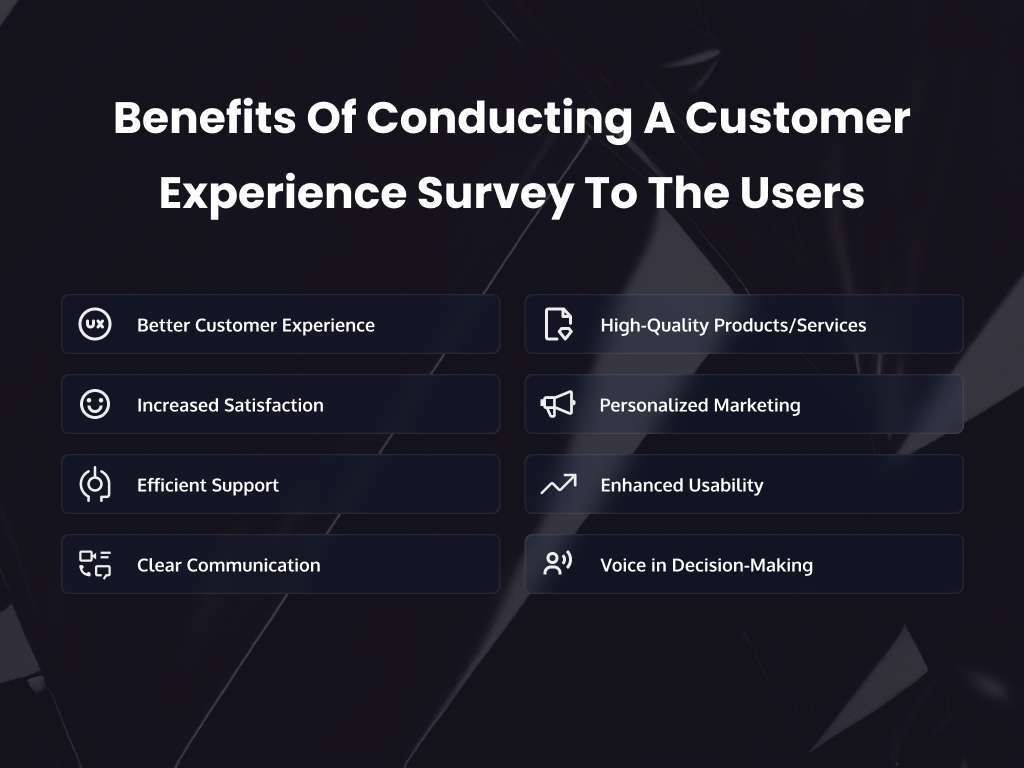 Benefits Of Conducting A Customer
Experience Survey To The Users
UX
Better Customer Experience
High-Quality Products/Services
Increased Satisfaction
Personalized Marketing
Efficient Support
Enhanced Usability
Clear Communication
Voice in Decision-Making